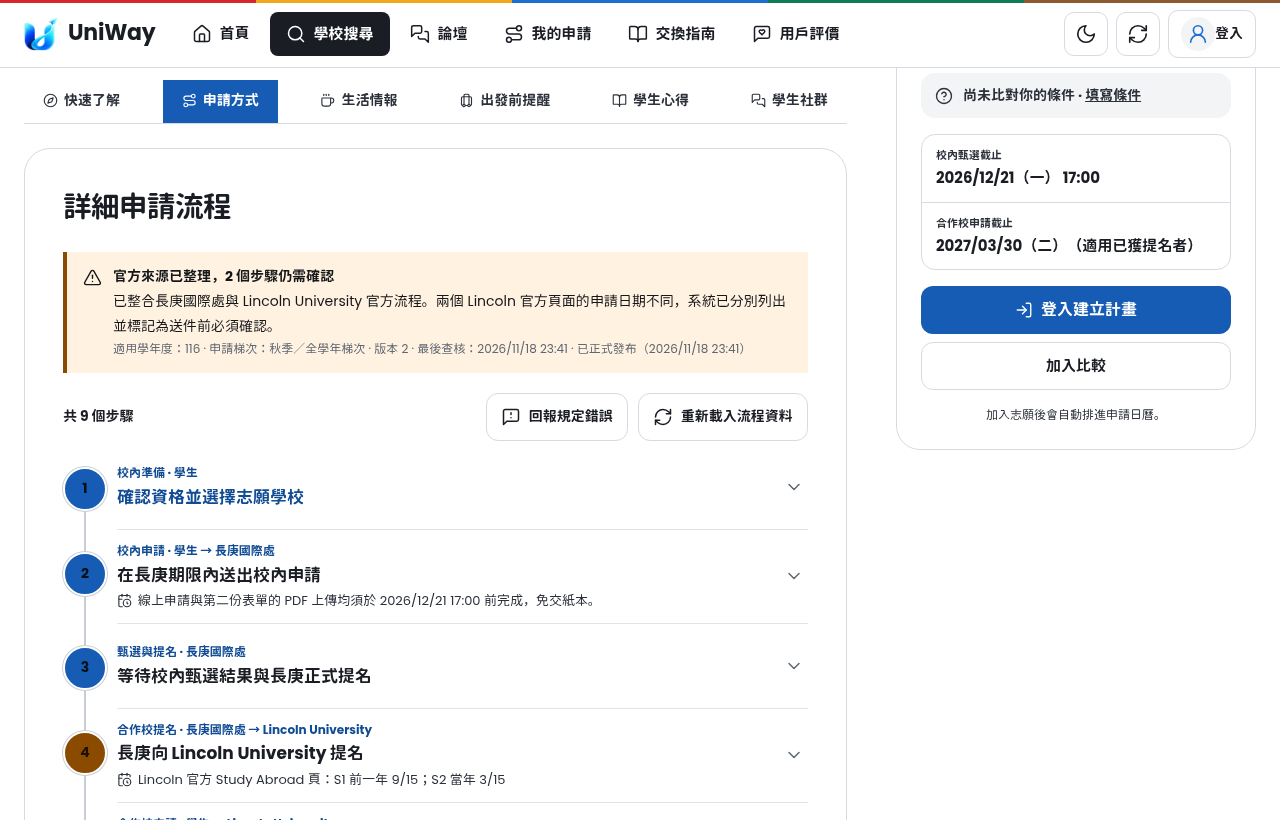 UniWay
首頁
學校搜尋
論壇
我的申請
交換指南
用戶評價
登入
快速了解
申請方式
生活情報
出發前提醒
學生心得
學生社群
詳細申請流程
官方來源已整理，2 個步驟仍需確認
已整合長庚國際處與 Lincoln University 官方流程。兩個 Lincoln 官方頁面的申請日期不同，系統已分別列出
並標記為送件前必須確認。
適用學年度：116 · 申請梯次：秋季／全學年梯次 · 版本 2 · 最後查核：2026/11/18 23:41 · 已正式發布（2026/11/18 23:41）
共 9 個步驟
回報規定錯誤
重新載入流程資料
1
校內準備 · 學生
確認資格並選擇志願學校
2
校內申請 · 學生 → 長庚國際處
在長庚期限內送出校內申請
線上申請與第二份表單的 PDF 上傳均須於 2026/12/21 17:00 前完成，免交紙本。
3
甄選與提名 · 長庚國際處
等待校內甄選結果與長庚正式提名
4
合作校提名 · 長庚國際處 → Lincoln University
長庚向 Lincoln University 提名
Lincoln 官方 Study Abroad 頁：S1 前一年 9/15；S2 當年 3/15
尚未比對你的條件 · 填寫條件
校內甄選截止
2026/12/21（一） 17:00
合作校申請截止
2027/03/30（二）（適用已獲提名者）
登入建立計畫
加入比較
加入志願後會自動排進申請日曆。